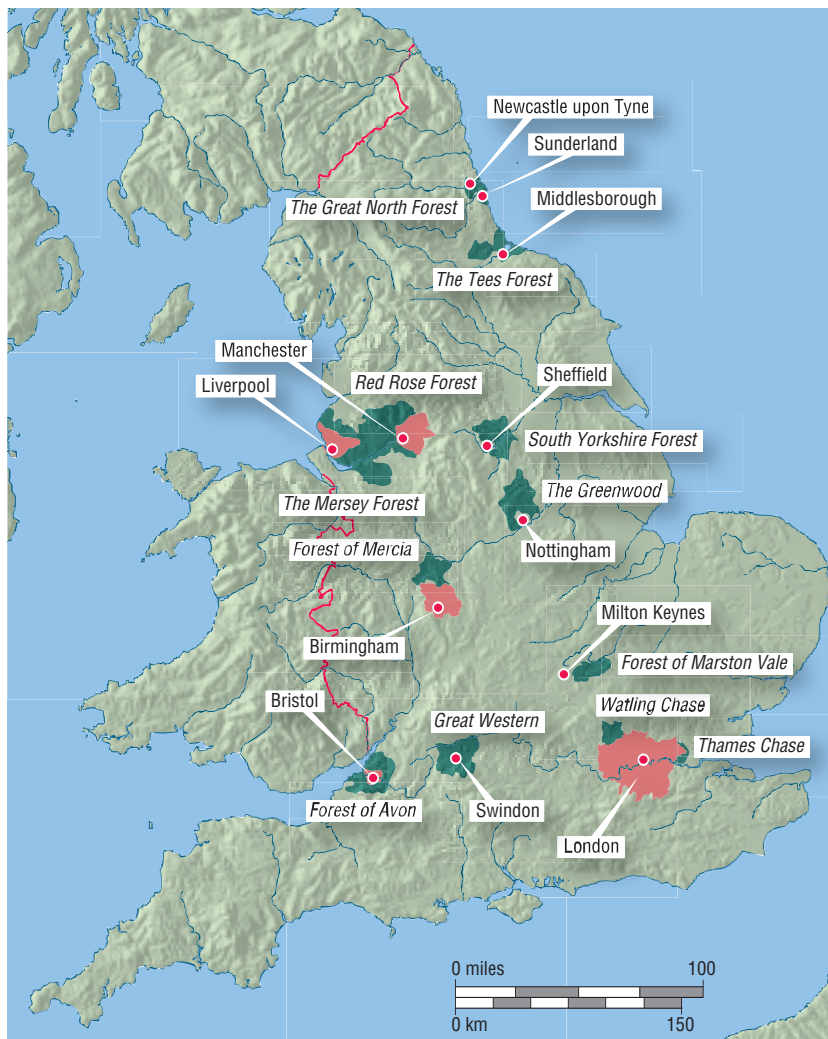 Newcastle upon Tyne
Sunderland
The Great North Forest
Middlesborough
The Tees Forest
Manchester
Red Rose Forest
Sheffield
Liverpool
South Yorkshire Forest
The Greenwood
The Mersey Forest
Forest of Mercia
Nottingham
Milton Keynes
Birmingham
Forest of Marston Vale
Bristol
Great Western
Watling Chase
Thames Chase
Forest of Avon
Swindon
London
0 miles 100
0 km 150